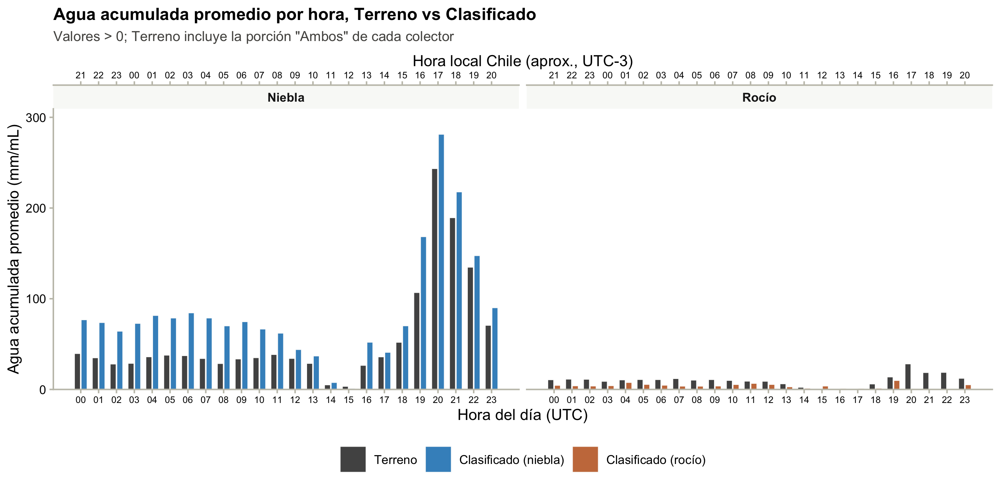 Agua acumulada promedio por hora, Terreno vs Clasificado
Valores > 0; Terreno incluye la porción "Ambos" de cada colector
Hora local Chile (aprox., UTC-3)
21 22 23 00 01 02 03 04 05 06 07 08 09 10 11 12 13 14 15 16 17 18 19 20
21 22 23 00 01 02 03 04 05 06 07 08 09 10 11 12 13 14 15 16 17 18 19 20
Niebla
Rocío
Agua acumulada promedio (mm/mL)
300
200
100
0
00 01 02 03 04 05 06 07 08 09 10 11 12 13 14 15 16 17 18 19 20 21 22 23
00 01 02 03 04 05 06 07 08 09 10 11 12 13 14 15 16 17 18 19 20 21 22 23
Hora del día (UTC)
Terreno
Clasificado (niebla)
Clasificado (rocío)